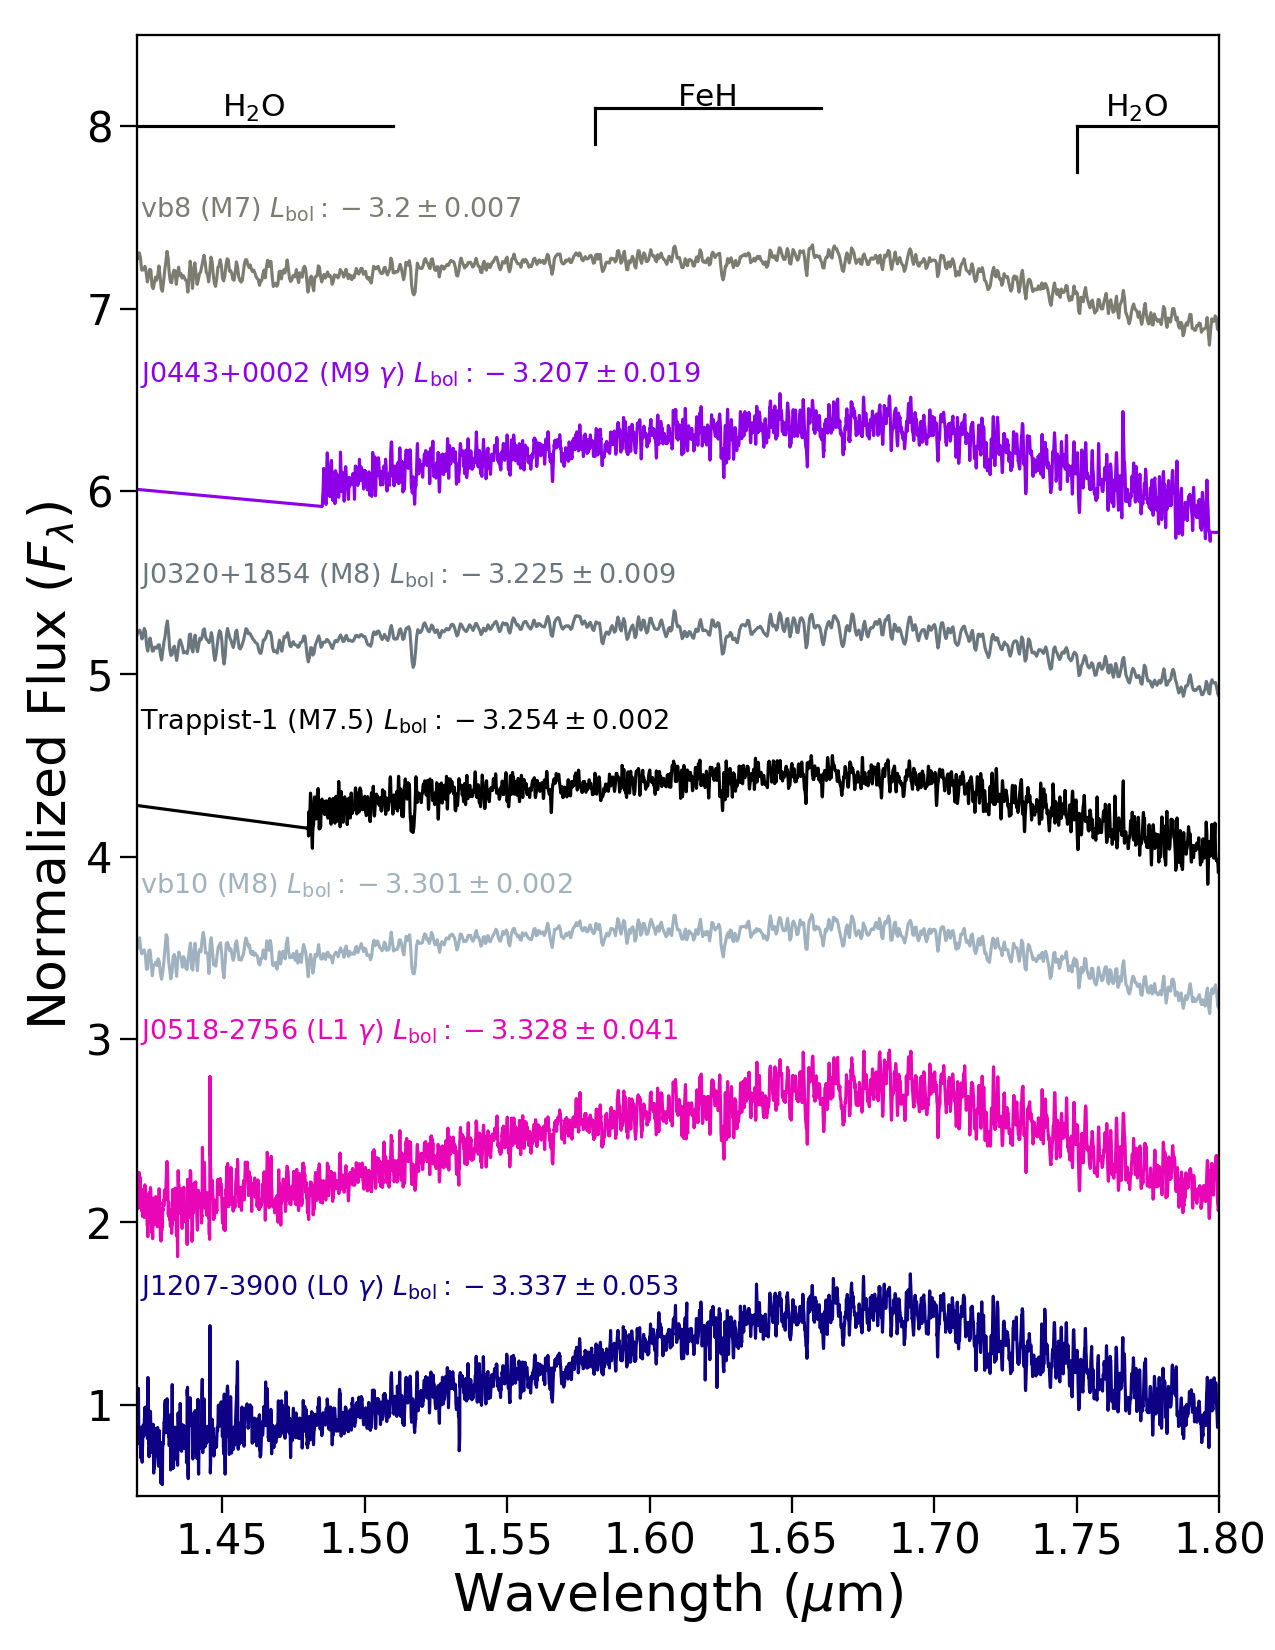 H₂O
FeH
H₂O
vb8 (M7) L_bol : −3.2 ± 0.007
J0443+0002 (M9 γ) L_bol : −3.207 ± 0.019
J0320+1854 (M8) L_bol : −3.225 ± 0.009
Trappist-1 (M7.5) L_bol : −3.254 ± 0.002
vb10 (M8) L_bol : −3.301 ± 0.002
J0518-2756 (L1 γ) L_bol : −3.328 ± 0.041
J1207-3900 (L0 γ) L_bol : −3.337 ± 0.053
8
7
6
5
4
3
2
1
Normalized Flux (F_λ)
1.45 1.50 1.55 1.60 1.65 1.70 1.75 1.80
Wavelength (μm)